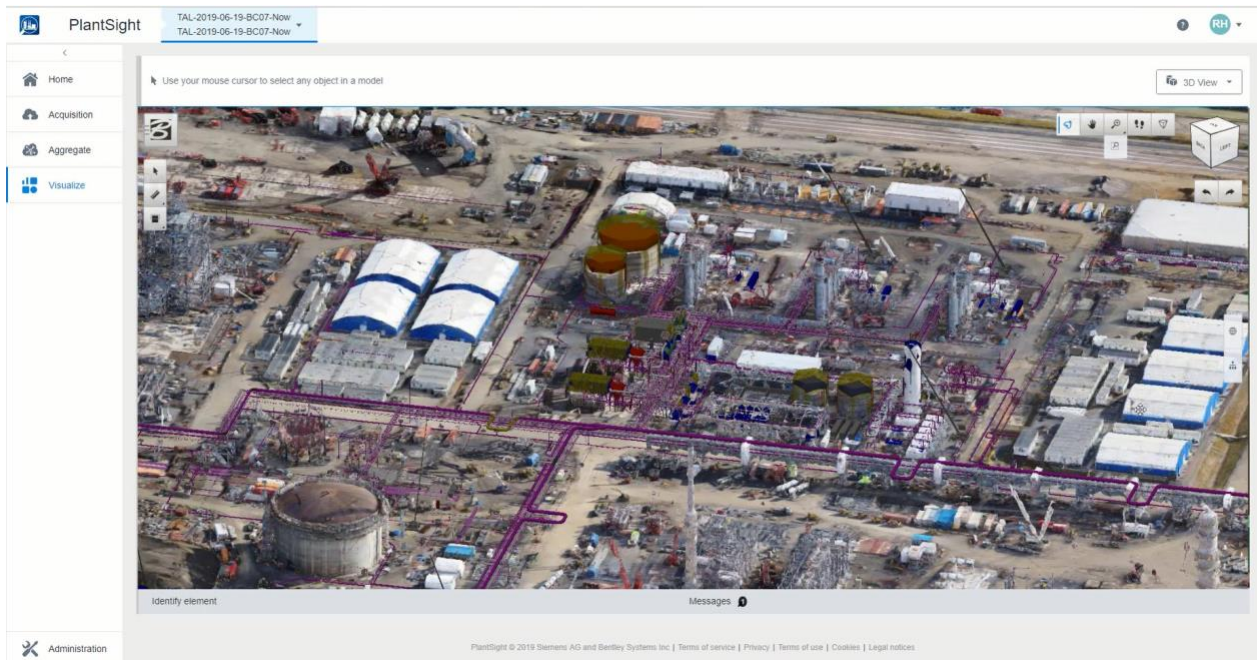 PlantSight
TAL-2019-06-19-BC07-Now
TAL-2019-06-19-BC07-Now
RH
Home
Acquisition
Aggregate
Visualize
Use your mouse cursor to select any object in a model
3D View
LEFT
Identify element
Messages
Administration
PlantSight © 2019 Siemens AG and Bentley Systems Inc | Terms of service | Privacy | Terms of use | Cookies | Legal notices